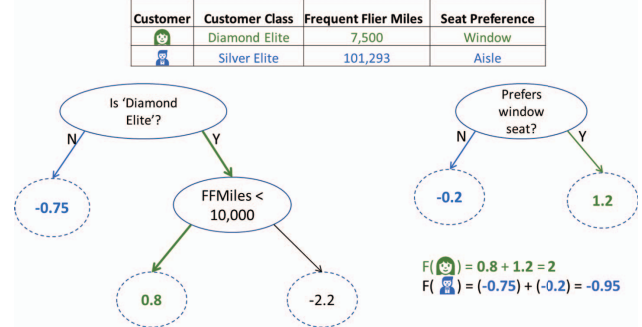 Customer Customer Class Frequent Flier Miles Seat Preference
Diamond Elite 7,500 Window
Silver Elite 101,293 Aisle
Is 'Diamond
Elite'?
N Y
-0.75
FFMiles <
10,000
0.8
-2.2
Prefers
window
seat?
N Y
-0.2
1.2
F( ) = 0.8 + 1.2 = 2
F( ) = (-0.75) + (-0.2) = -0.95